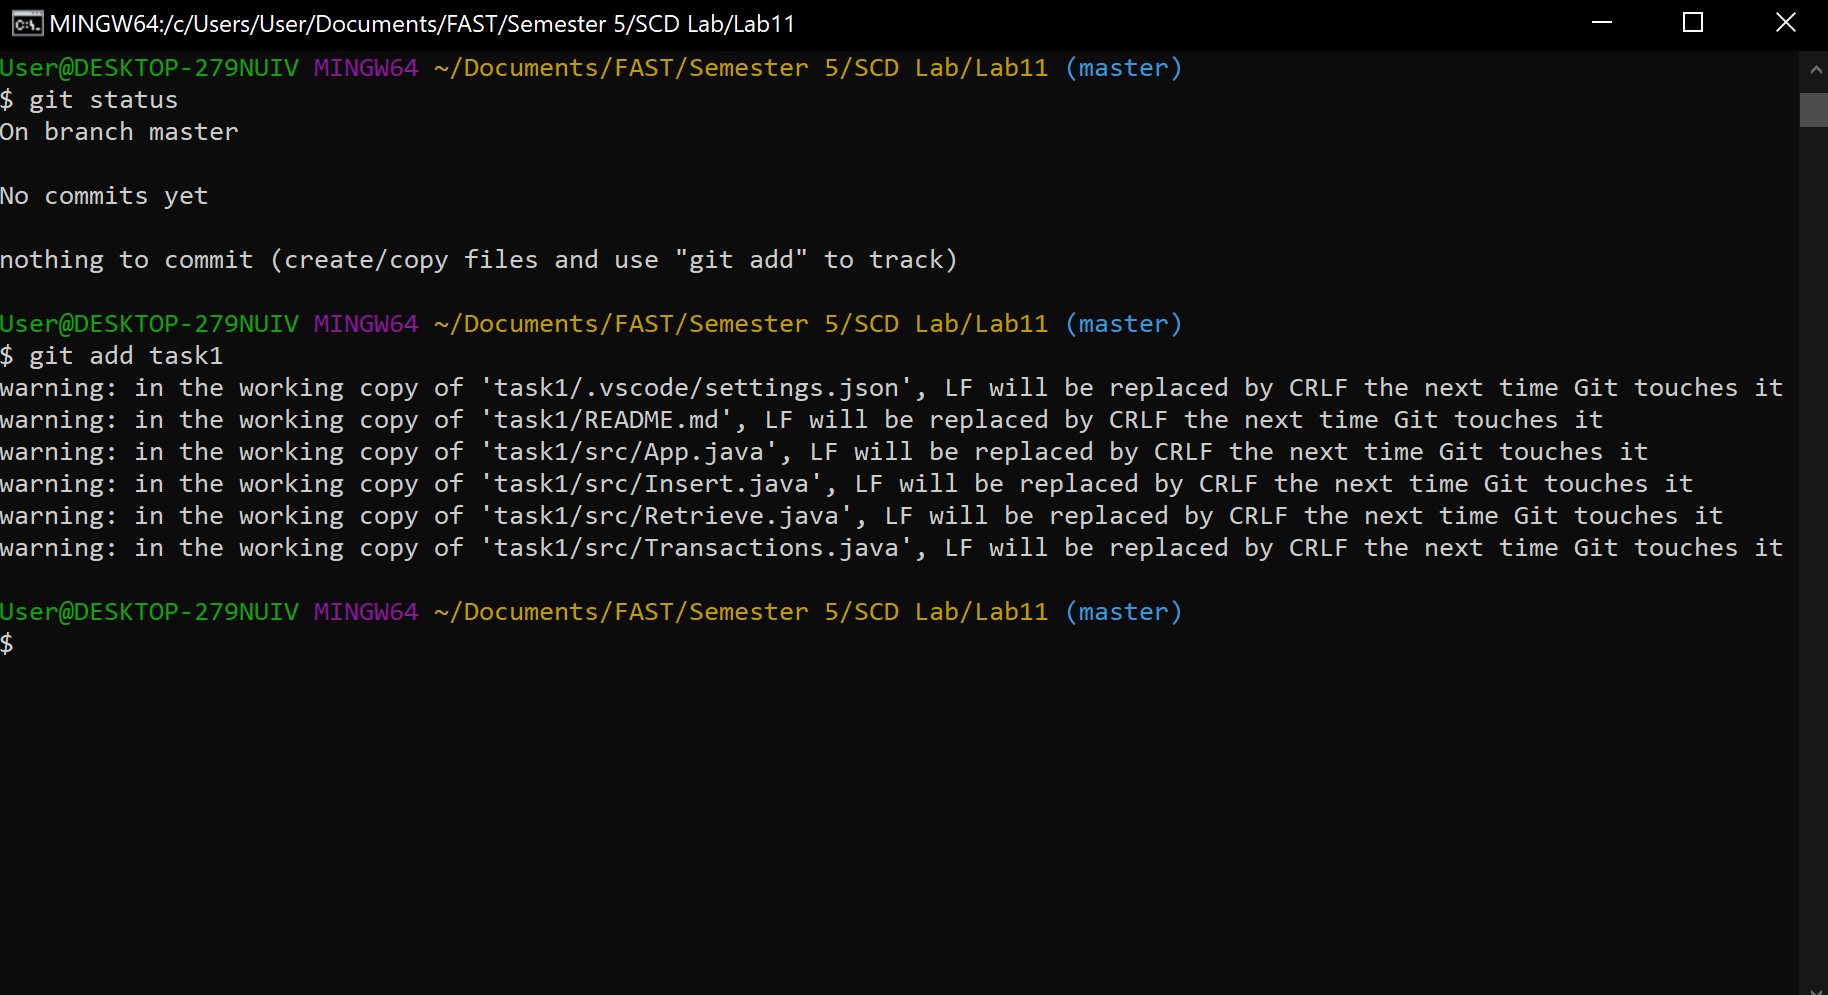 MINGW64:/c/Users/User/Documents/FAST/Semester 5/SCD Lab/Lab11
User@DESKTOP-279NUIV MINGW64 ~/Documents/FAST/Semester 5/SCD Lab/Lab11 (master)
$ git status
On branch master
No commits yet
nothing to commit (create/copy files and use "git add" to track)
User@DESKTOP-279NUIV MINGW64 ~/Documents/FAST/Semester 5/SCD Lab/Lab11 (master)
$ git add task1
warning: in the working copy of 'task1/.vscode/settings.json', LF will be replaced by CRLF the next time Git touches it
warning: in the working copy of 'task1/README.md', LF will be replaced by CRLF the next time Git touches it
warning: in the working copy of 'task1/src/App.java', LF will be replaced by CRLF the next time Git touches it
warning: in the working copy of 'task1/src/Insert.java', LF will be replaced by CRLF the next time Git touches it
warning: in the working copy of 'task1/src/Retrieve.java', LF will be replaced by CRLF the next time Git touches it
warning: in the working copy of 'task1/src/Transactions.java', LF will be replaced by CRLF the next time Git touches it
User@DESKTOP-279NUIV MINGW64 ~/Documents/FAST/Semester 5/SCD Lab/Lab11 (master)
$